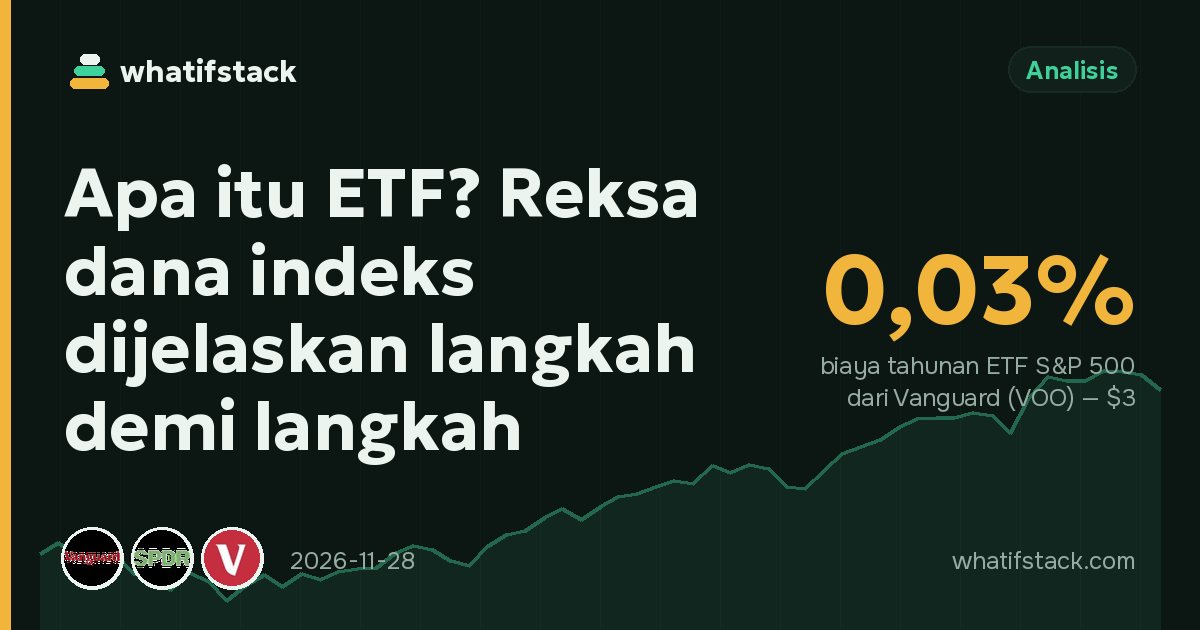 whatifstack
Analisis
Apa itu ETF? Reksa
dana indeks
dijelaskan langkah
demi langkah
0,03%
biaya tahunan ETF S&P 500
dari Vanguard (VOO) — $3
Vanguard
SPDR
V
2026-11-28
whatifstack.com